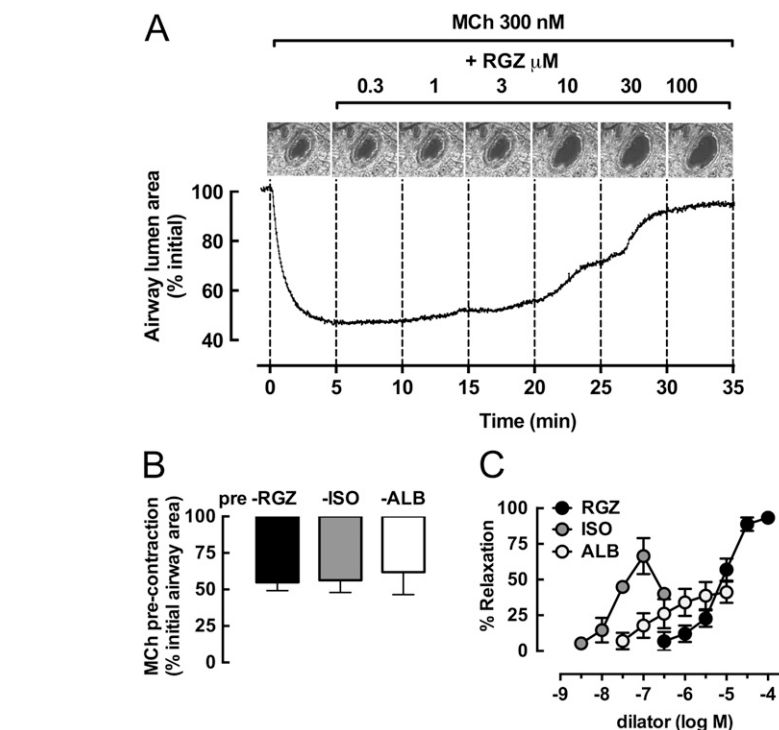 A
MCh 300 nM
+ RGZ μM
0.3 1 3 10 30 100
Airway lumen area
(% initial)
100
80
60
40
0 5 10 15 20 25 30 35
Time (min)
B
pre -RGZ -ISO -ALB
MCh pre-contraction
(% initial airway area)
100
75
50
25
0
C
RGZ
ISO
ALB
% Relaxation
100
75
50
25
0
-9 -8 -7 -6 -5 -4
dilator (log M)